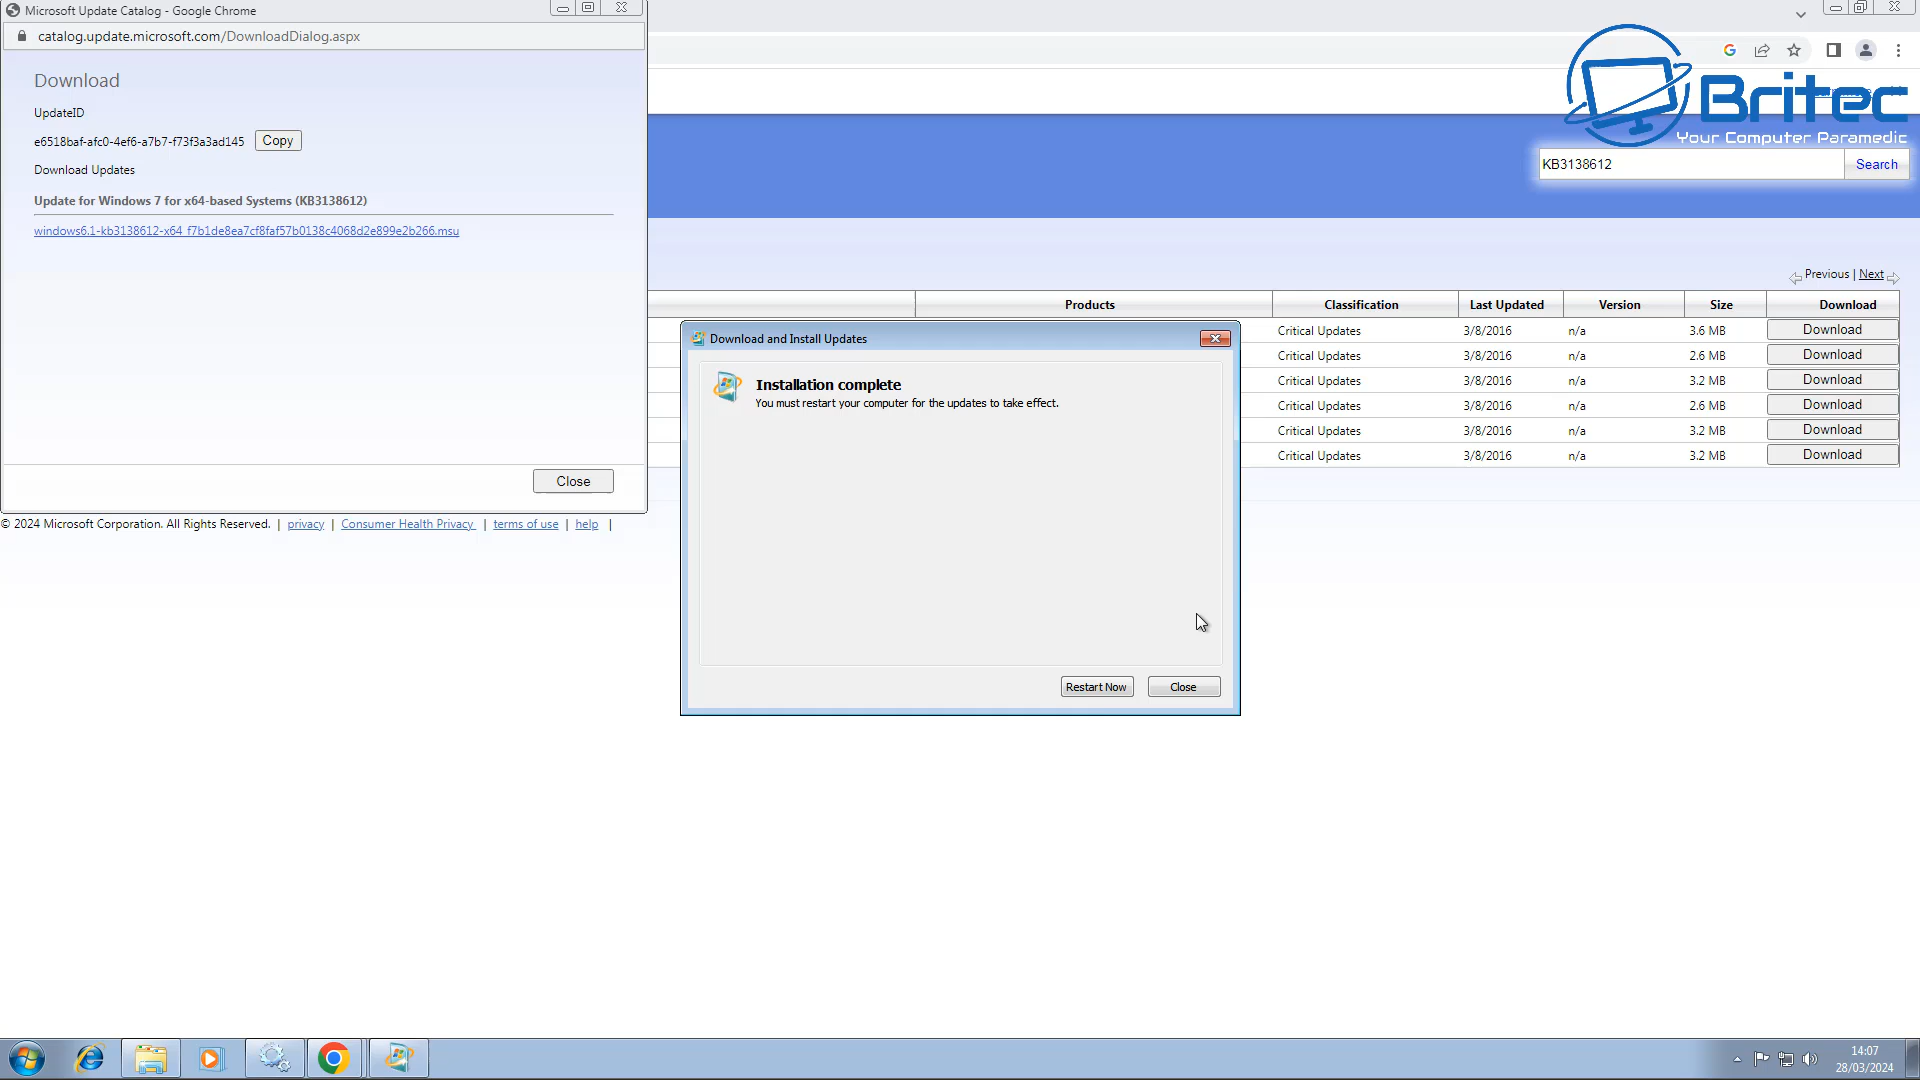 Microsoft Update Catalog - Google Chrome
catalog.update.microsoft.com/DownloadDialog.aspx
Download
UpdateID
e6518baf-afc0-4ef6-a7b7-f73f3a3ad145 Copy
Download Updates
Update for Windows 7 for x64-based Systems (KB3138612)
windows6.1-kb3138612-x64_f7b1de8ea7cf8faf57b0138c4068d2e899e2b266.msu
Close
© 2024 Microsoft Corporation. All Rights Reserved. | privacy | Consumer Health Privacy | terms of use | help |
Britec
Your Computer Paramedic
KB3138612 Search
Previous | Next
Products Classification Last Updated Version Size Download
Critical Updates 3/8/2016 n/a 3.6 MB Download
Critical Updates 3/8/2016 n/a 2.6 MB Download
Critical Updates 3/8/2016 n/a 3.2 MB Download
Critical Updates 3/8/2016 n/a 2.6 MB Download
Critical Updates 3/8/2016 n/a 3.2 MB Download
Critical Updates 3/8/2016 n/a 3.2 MB Download
Download and Install Updates
Installation complete
You must restart your computer for the updates to take effect.
Restart Now Close
14:07
28/03/2024